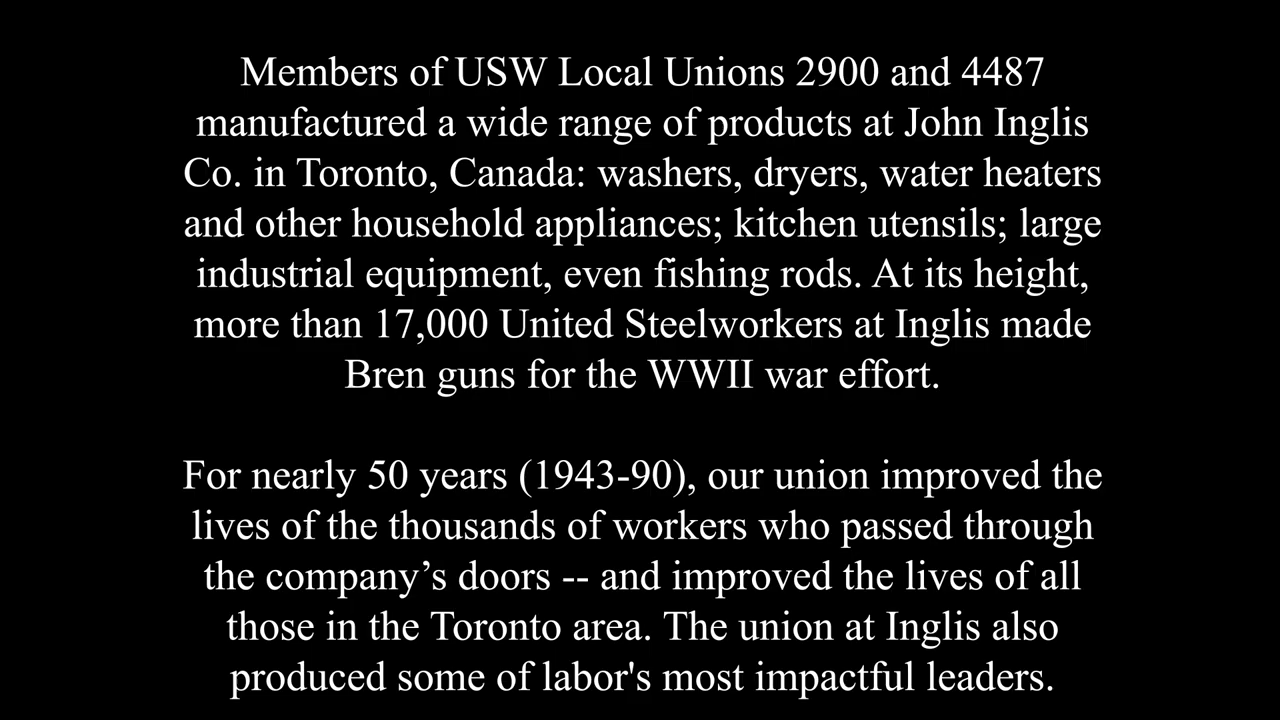 Members of USW Local Unions 2900 and 4487
manufactured a wide range of products at John Inglis
Co. in Toronto, Canada: washers, dryers, water heaters
and other household appliances; kitchen utensils; large
industrial equipment, even fishing rods. At its height,
more than 17,000 United Steelworkers at Inglis made
Bren guns for the WWII war effort.
For nearly 50 years (1943-90), our union improved the
lives of the thousands of workers who passed through
the company’s doors -- and improved the lives of all
those in the Toronto area. The union at Inglis also
produced some of labor's most impactful leaders.